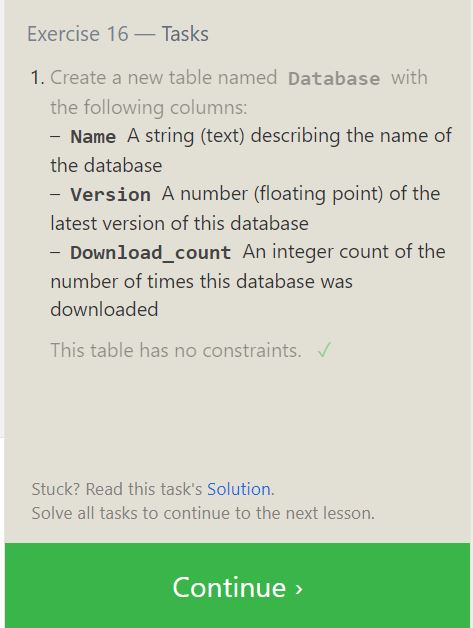 Exercise 16 — Tasks
1. Create a new table named Database with
the following columns:
– Name A string (text) describing the name of
the database
– Version A number (floating point) of the
latest version of this database
– Download_count An integer count of the
number of times this database was
downloaded
This table has no constraints. ✓
Stuck? Read this task's Solution.
Solve all tasks to continue to the next lesson.
Continue ›